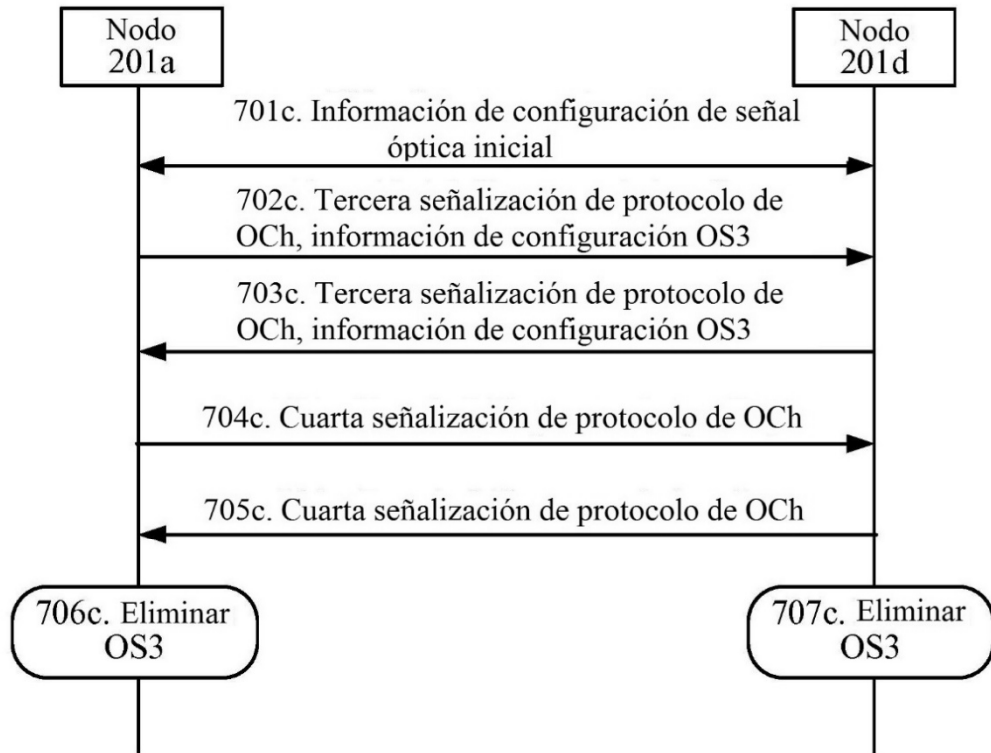 Nodo
201a
Nodo
201d
701c. Información de configuración de señal
óptica inicial
702c. Tercera señalización de protocolo de
OCh, información de configuración OS3
703c. Tercera señalización de protocolo de
OCh, información de configuración OS3
704c. Cuarta señalización de protocolo de OCh
705c. Cuarta señalización de protocolo de OCh
706c. Eliminar
OS3
707c. Eliminar
OS3